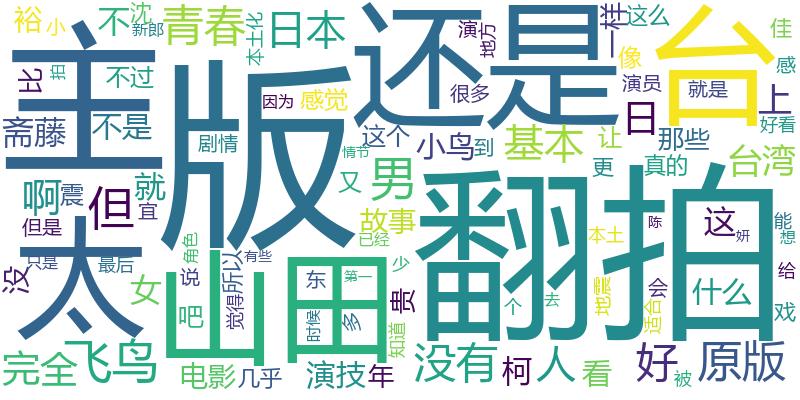 裕 小 沈 新郎 青春 不 日本 本土化 还是 演 地方 一样 这么 台 佳
主 比 拍 不过 版 因为 感觉 很多 像 演员 就是 感 上
斋藤 不是 剧情 这个 小鸟 到 基本 日 让 那些 好看
啊 震 就 情节 又 男 更 真的 台湾
但 宜 故事 翻拍 陈 这 能
但是 已经 本土 妍 想
没 太 只是 最后 女 说 角色 所以 有些 山田 东 第一 少 贵 个 去 地震 会 什么 给
吧 觉得 时候 多 知道 适合 戏
完全 飞鸟 电影 几乎 演技 年 没有 柯 人 看 好 被 原版